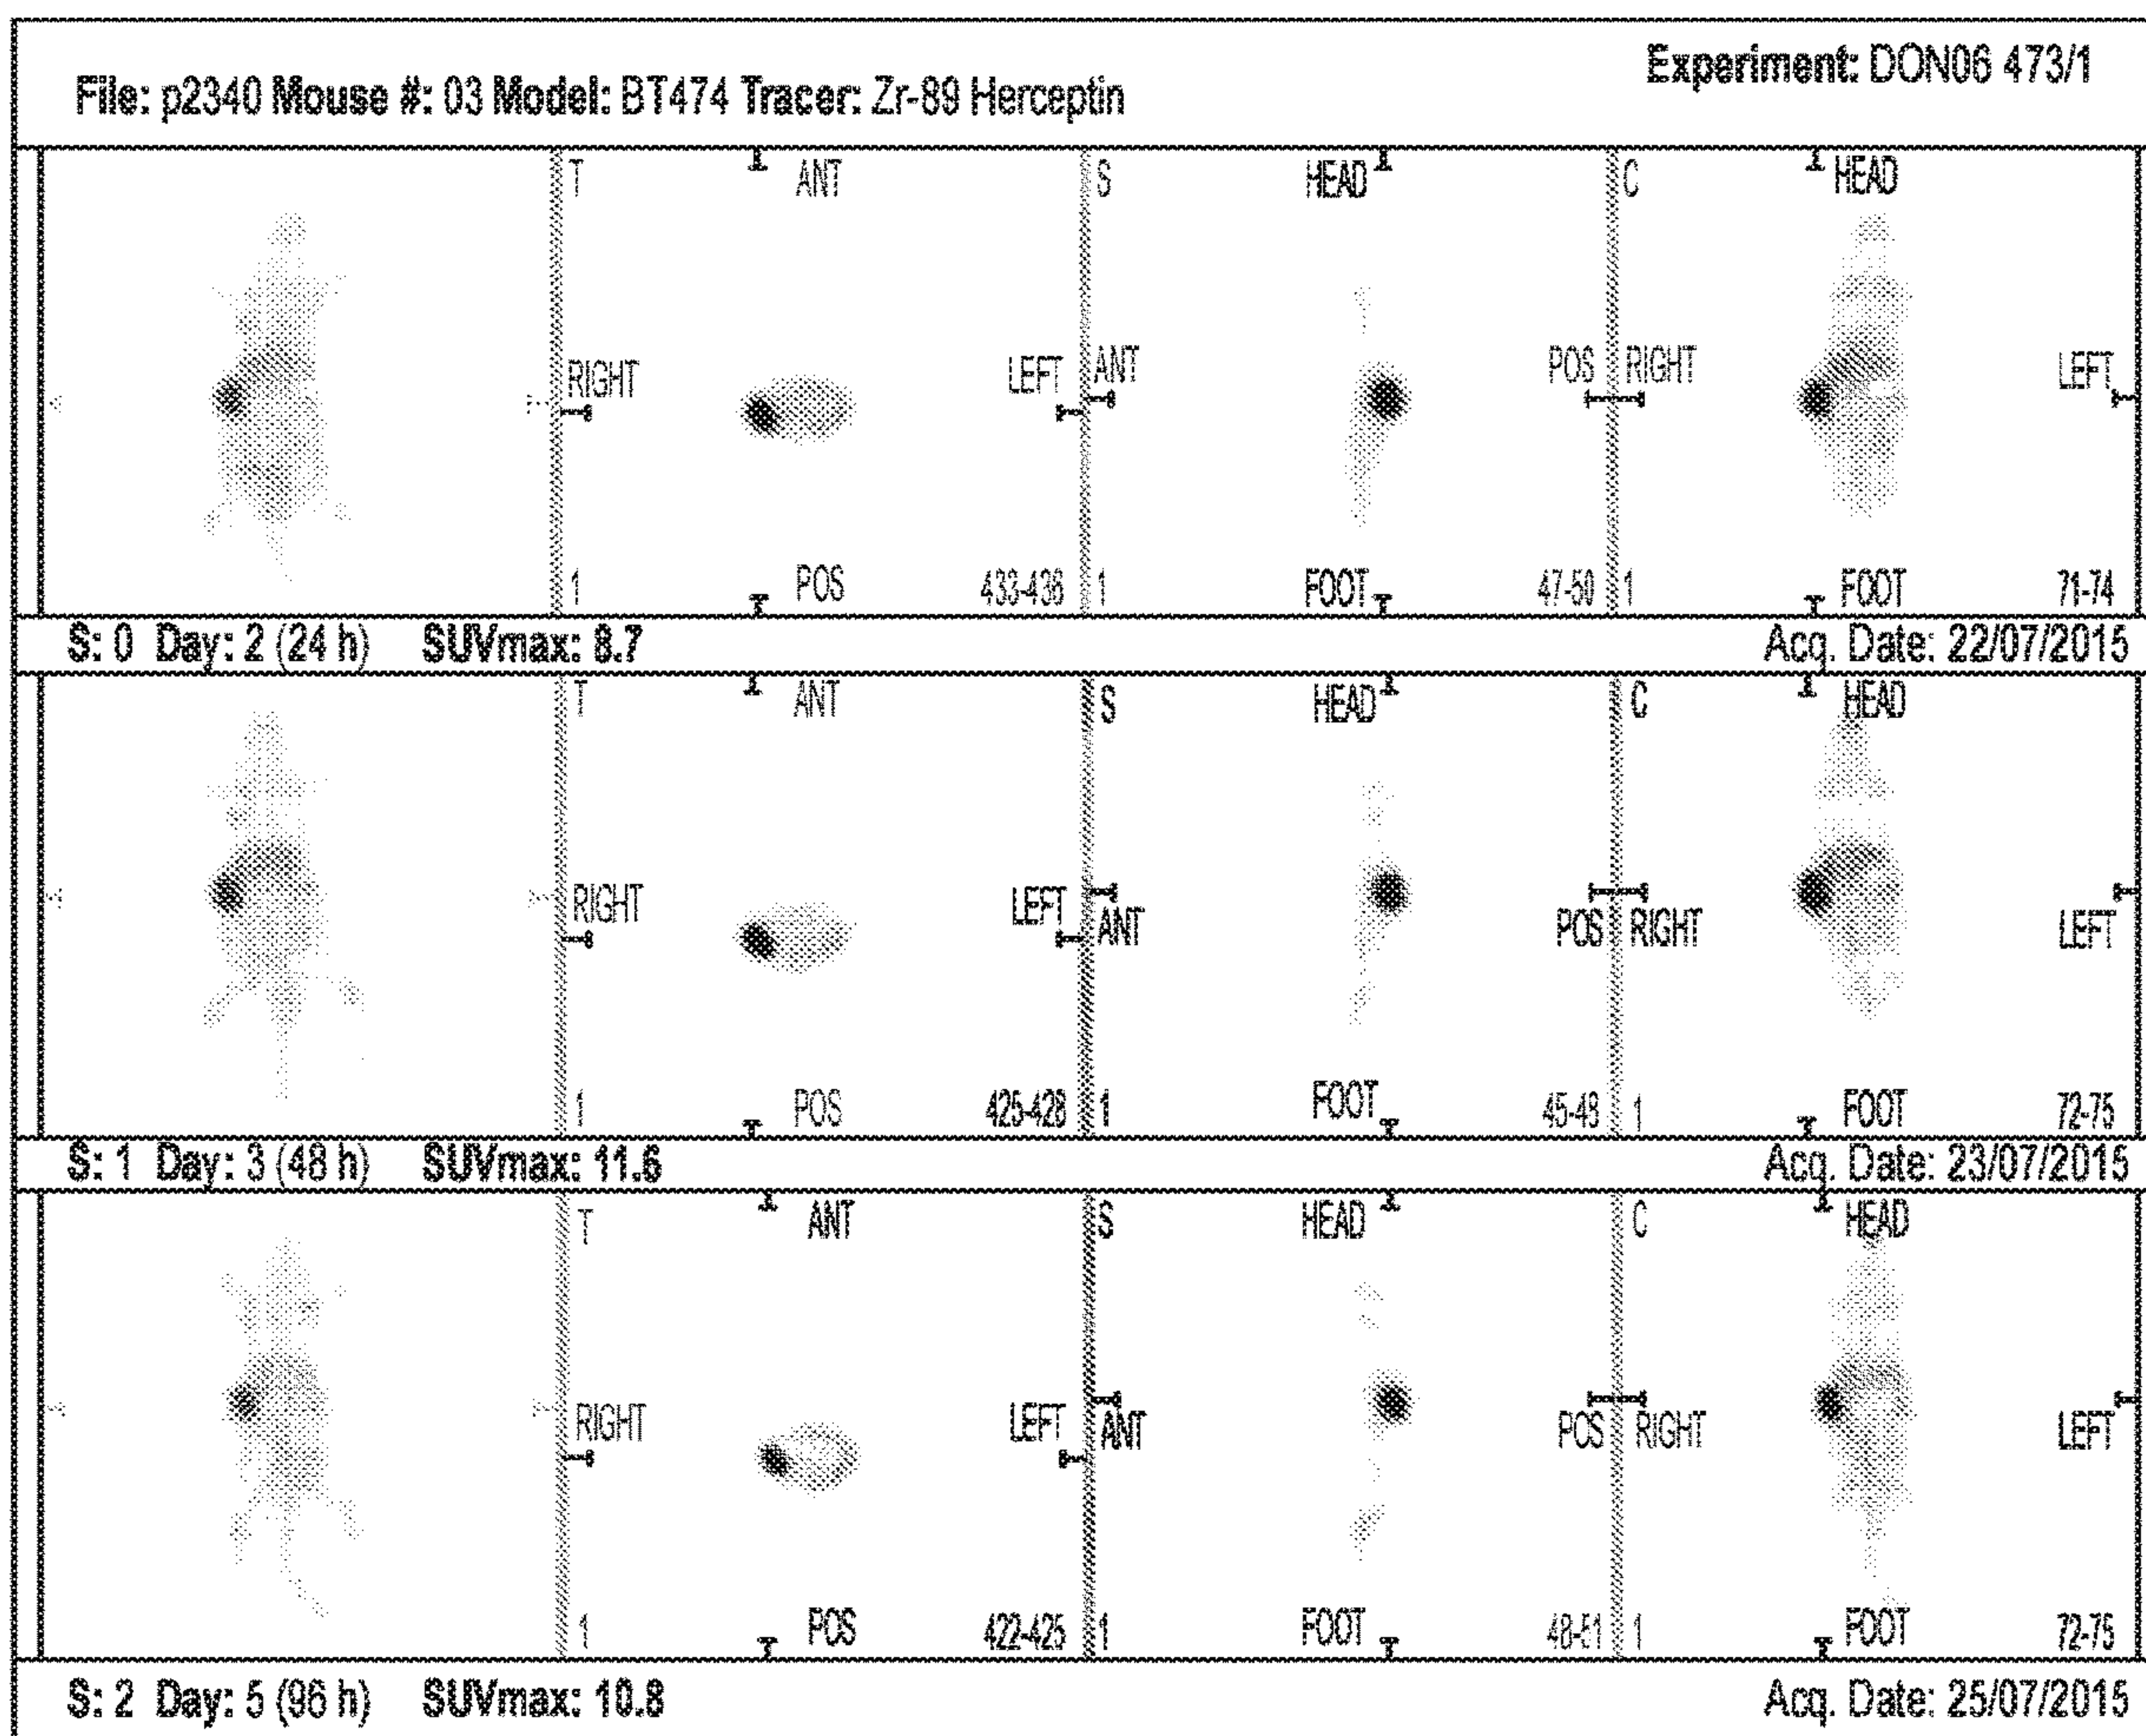 Experiment: DON06 473/1
File: p2340 Mouse #: 03 Model: BT474 Tracer: Zr-89 Herceptin
T ANT S HEAD C HEAD
RIGHT LEFT ANT POS RIGHT LEFT
1 POS 433-436 1 FOOT 47-50 1 FOOT 71-74
S: 0 Day: 2 (24 h) SUVmax: 8.7 Acq. Date: 22/07/2015
T ANT S HEAD C HEAD
RIGHT LEFT ANT POS RIGHT LEFT
1 POS 425-428 1 FOOT 45-48 1 FOOT 72-75
S: 1 Day: 3 (48 h) SUVmax: 11.6 Acq. Date: 23/07/2015
T ANT S HEAD C HEAD
RIGHT LEFT ANT POS RIGHT LEFT
1 POS 422-425 1 FOOT 48-51 1 FOOT 72-75
S: 2 Day: 5 (96 h) SUVmax: 10.8 Acq. Date: 25/07/2015